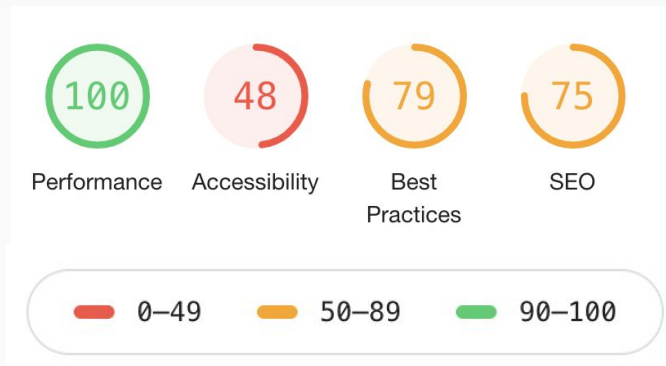 100 48 79 75
Performance Accessibility Best SEO
Practices
0–49 50–89 90–100